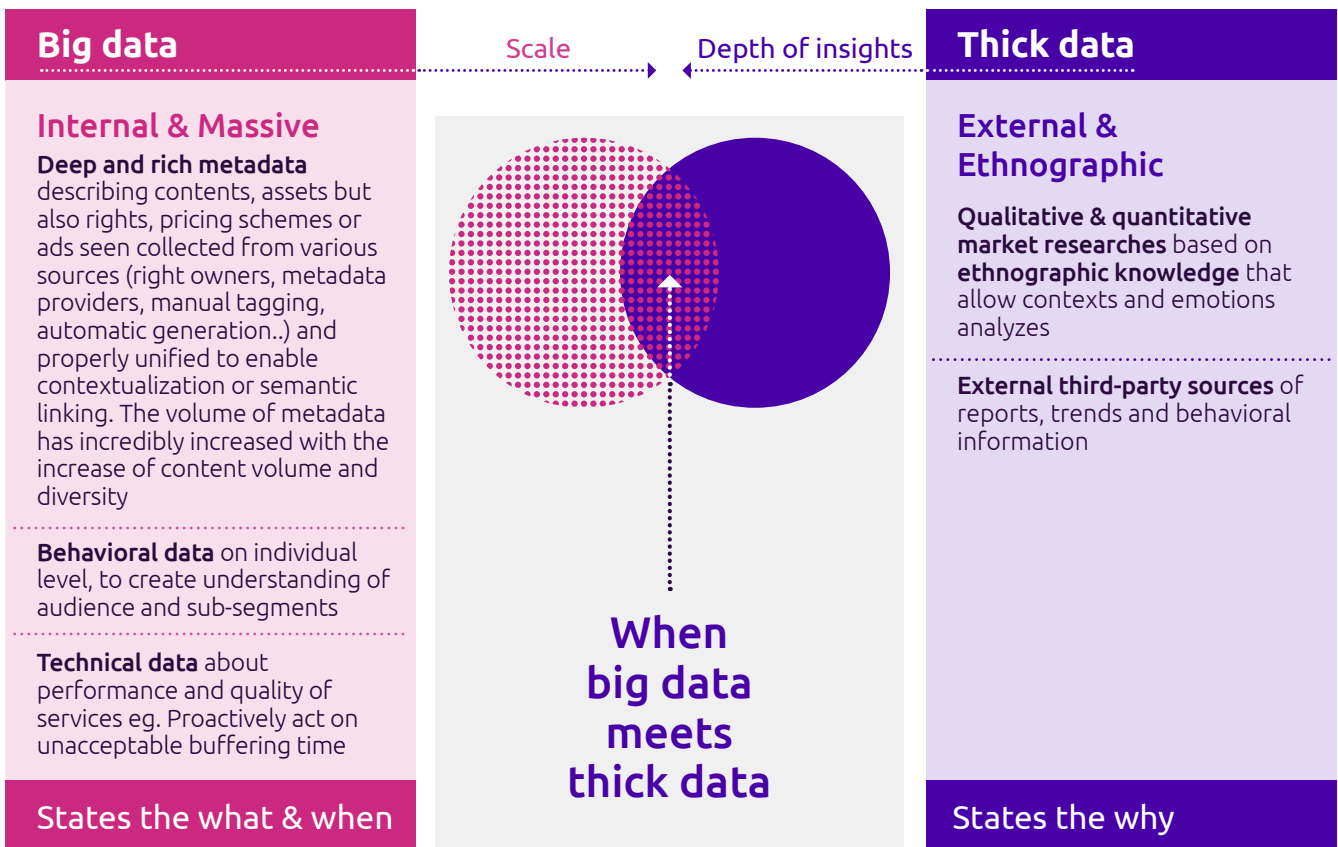 Big data
Internal & Massive
Deep and rich metadata
describing contents, assets but
also rights, pricing schemes or
ads seen collected from various
sources (right owners, metadata
providers, manual tagging,
automatic generation..) and
properly unified to enable
contextualization or semantic
linking. The volume of metadata
has incredibly increased with the
increase of content volume and
diversity
Behavioral data on individual
level, to create understanding of
audience and sub-segments
Technical data about
performance and quality of
services eg. Proactively act on
unacceptable buffering time
States the what & when
Scale
Depth of insights
When
big data
meets
thick data
Thick data
External &
Ethnographic
Qualitative & quantitative
market researches based on
ethnographic knowledge that
allow contexts and emotions
analyzes
External third-party sources of
reports, trends and behavioral
information
States the why